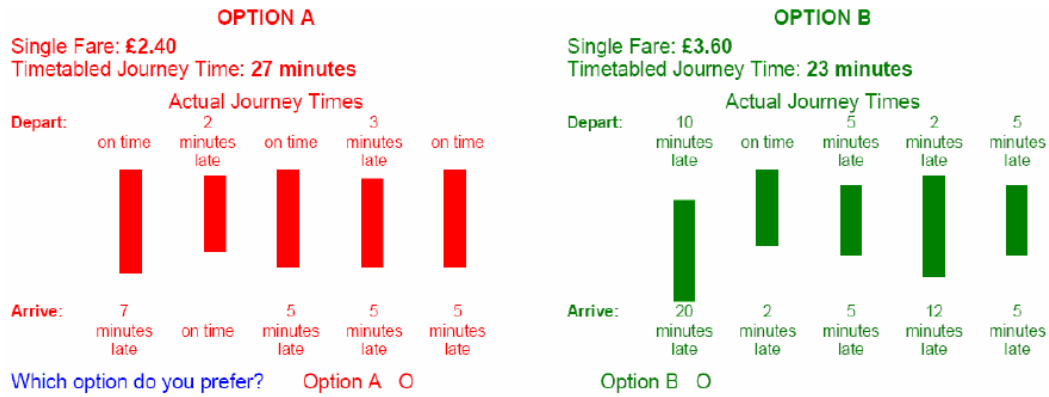 OPTION A
Single Fare: £2.40
Timetabled Journey Time: 27 minutes
Actual Journey Times
Depart:
on time
2
minutes
late
on time
3
minutes
late
on time
Arrive:
7
minutes
late
on time
5
minutes
late
5
minutes
late
5
minutes
late
OPTION B
Single Fare: £3.60
Timetabled Journey Time: 23 minutes
Actual Journey Times
Depart:
10
minutes
late
on time
5
minutes
late
2
minutes
late
5
minutes
late
Arrive:
20
minutes
late
2
minutes
late
5
minutes
late
12
minutes
late
5
minutes
late
Which option do you prefer? Option A O Option B O